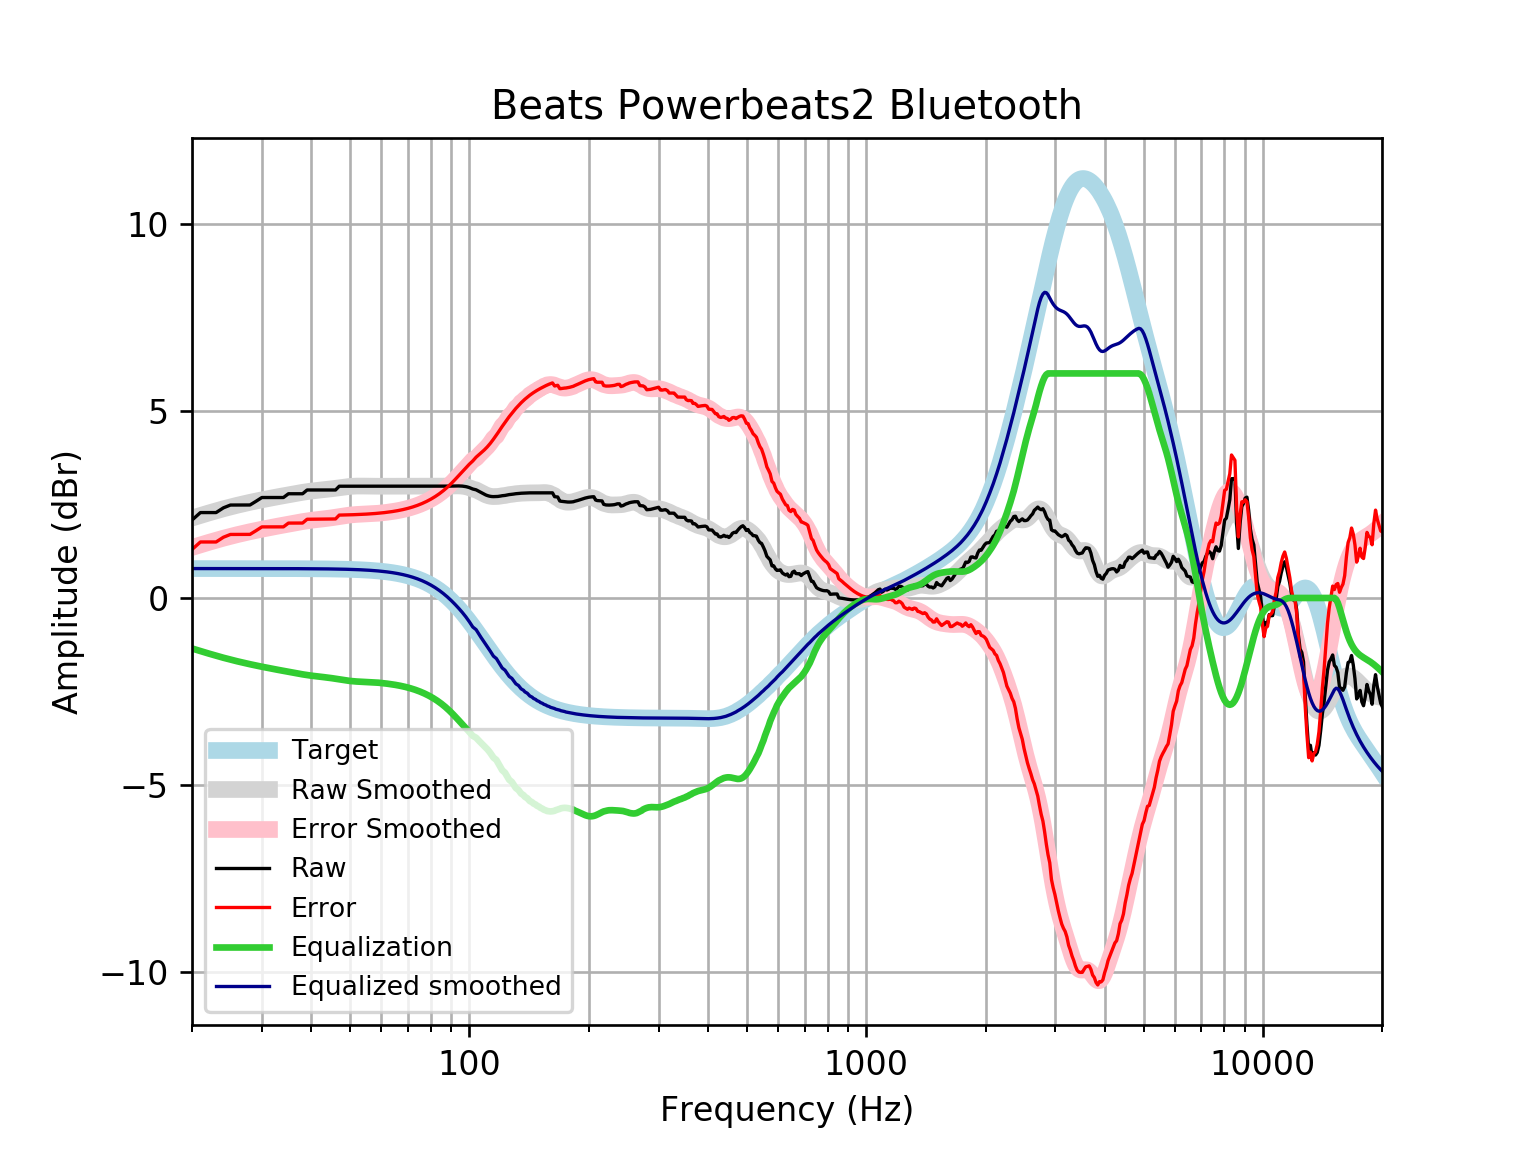 Beats Powerbeats2 Bluetooth
10
5
0
−5
−10
Amplitude (dBr)
Target
Raw Smoothed
Error Smoothed
Raw
Error
Equalization
Equalized smoothed
100
1000
10000
Frequency (Hz)